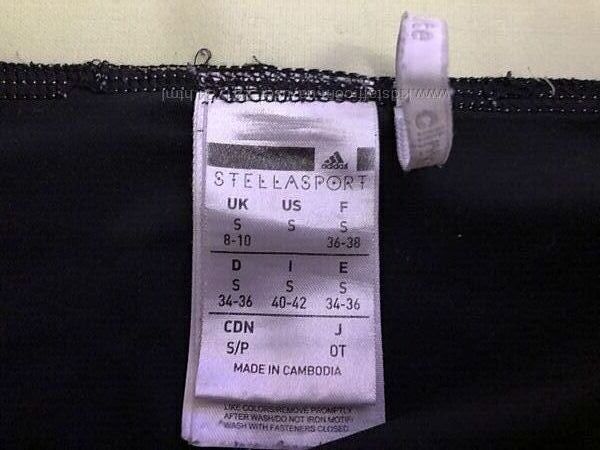 adidas
STELLASPORT
UK US F
S S S
8-10 36-38
D I E
S S S
34-36 40-42 34-36
CDN J
S/P OT
MADE IN CAMBODIA
LIKE COLORS/REMOVE PROMPTLY
AFTER WASH/DO NOT IRON MOTIF/
WASH WITH FASTENERS CLOSED